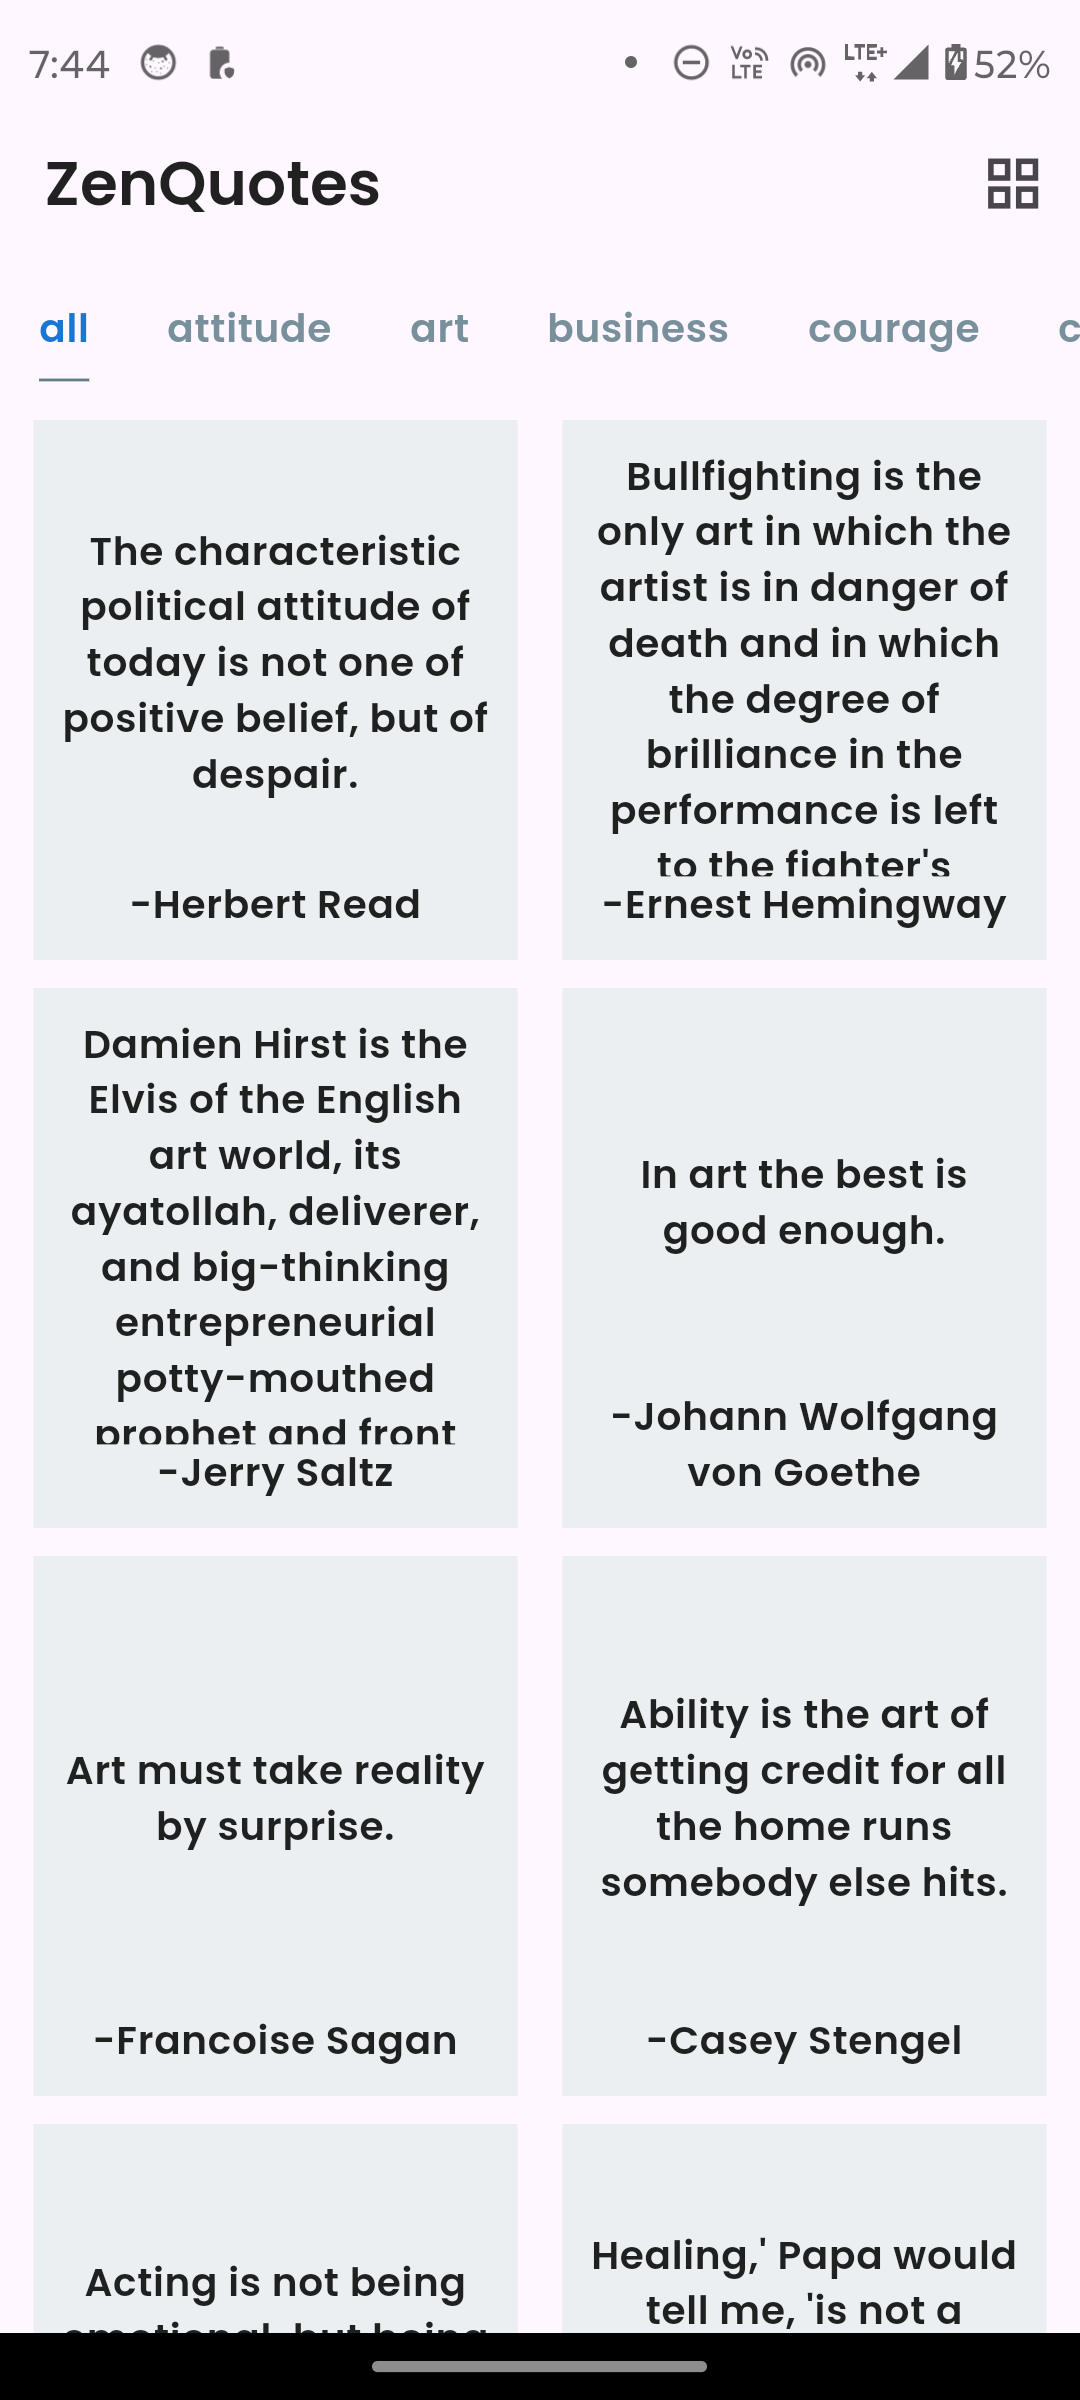 7:44
Vo LTE
LTE+
52%
ZenQuotes
all attitude art business courage c
The characteristic
political attitude of
today is not one of
positive belief, but of
despair.
-Herbert Read
Bullfighting is the
only art in which the
artist is in danger of
death and in which
the degree of
brilliance in the
performance is left
to the fighter's
-Ernest Hemingway
Damien Hirst is the
Elvis of the English
art world, its
ayatollah, deliverer,
and big-thinking
entrepreneurial
potty-mouthed
prophet and front
-Jerry Saltz
In art the best is
good enough.
-Johann Wolfgang
von Goethe
Art must take reality
by surprise.
-Francoise Sagan
Ability is the art of
getting credit for all
the home runs
somebody else hits.
-Casey Stengel
Acting is not being
emotional, but being
Healing,' Papa would
tell me, 'is not a